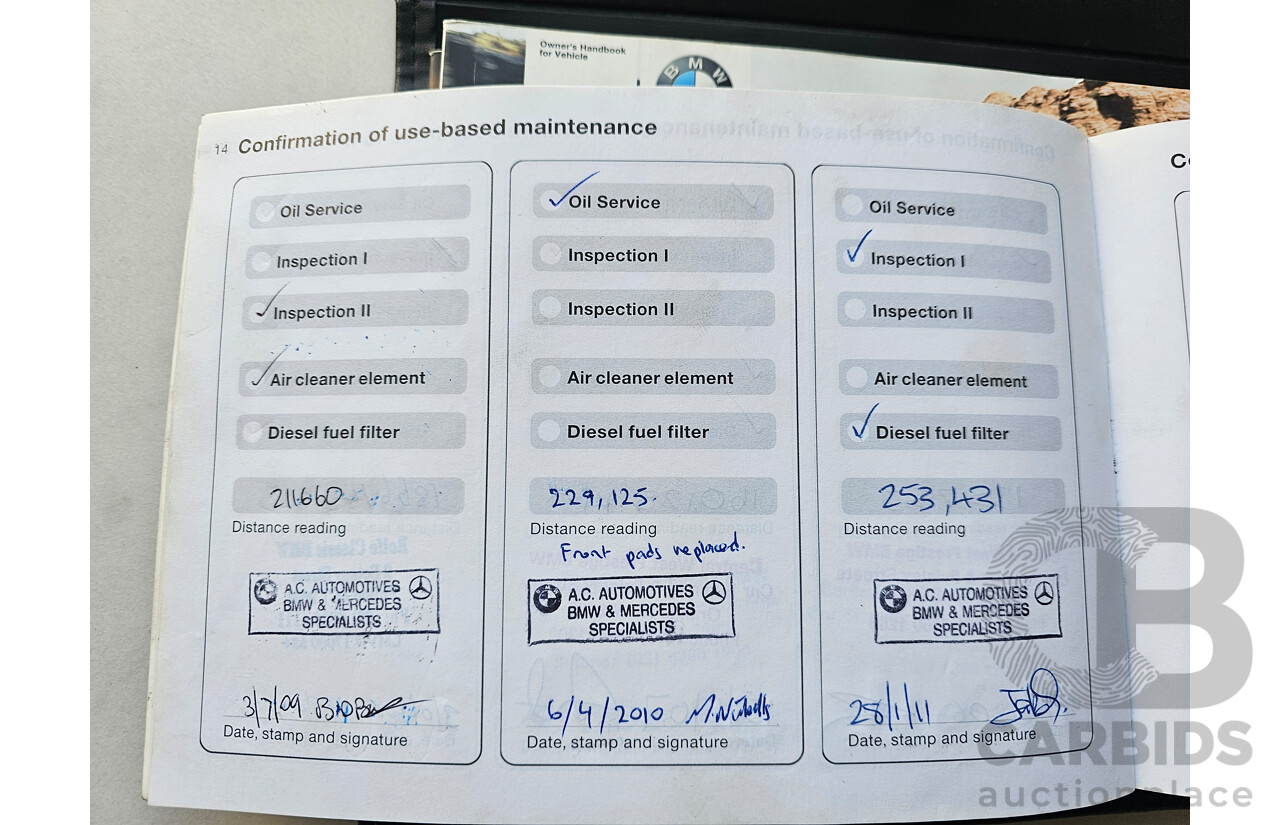 Owner's Handbook
for Vehicle
BMW
14 Confirmation of use-based maintenance
Oil Service
Inspection I
Inspection II
Air cleaner element
Diesel fuel filter
211660
Distance reading
A.C. AUTOMOTIVES
BMW & MERCEDES
SPECIALISTS
3/7/09
Date, stamp and signature
Oil Service
Inspection I
Inspection II
Air cleaner element
Diesel fuel filter
229,125.
Distance reading
Front pads replaced.
A.C. AUTOMOTIVES
BMW & MERCEDES
SPECIALISTS
6/4/2010
Date, stamp and signature
Oil Service
Inspection I
Inspection II
Air cleaner element
Diesel fuel filter
253,431
Distance reading
A.C. AUTOMOTIVES
BMW & MERCEDES
SPECIALISTS
28/1/11
Date, stamp and signature
CARBIDS
auctionplace